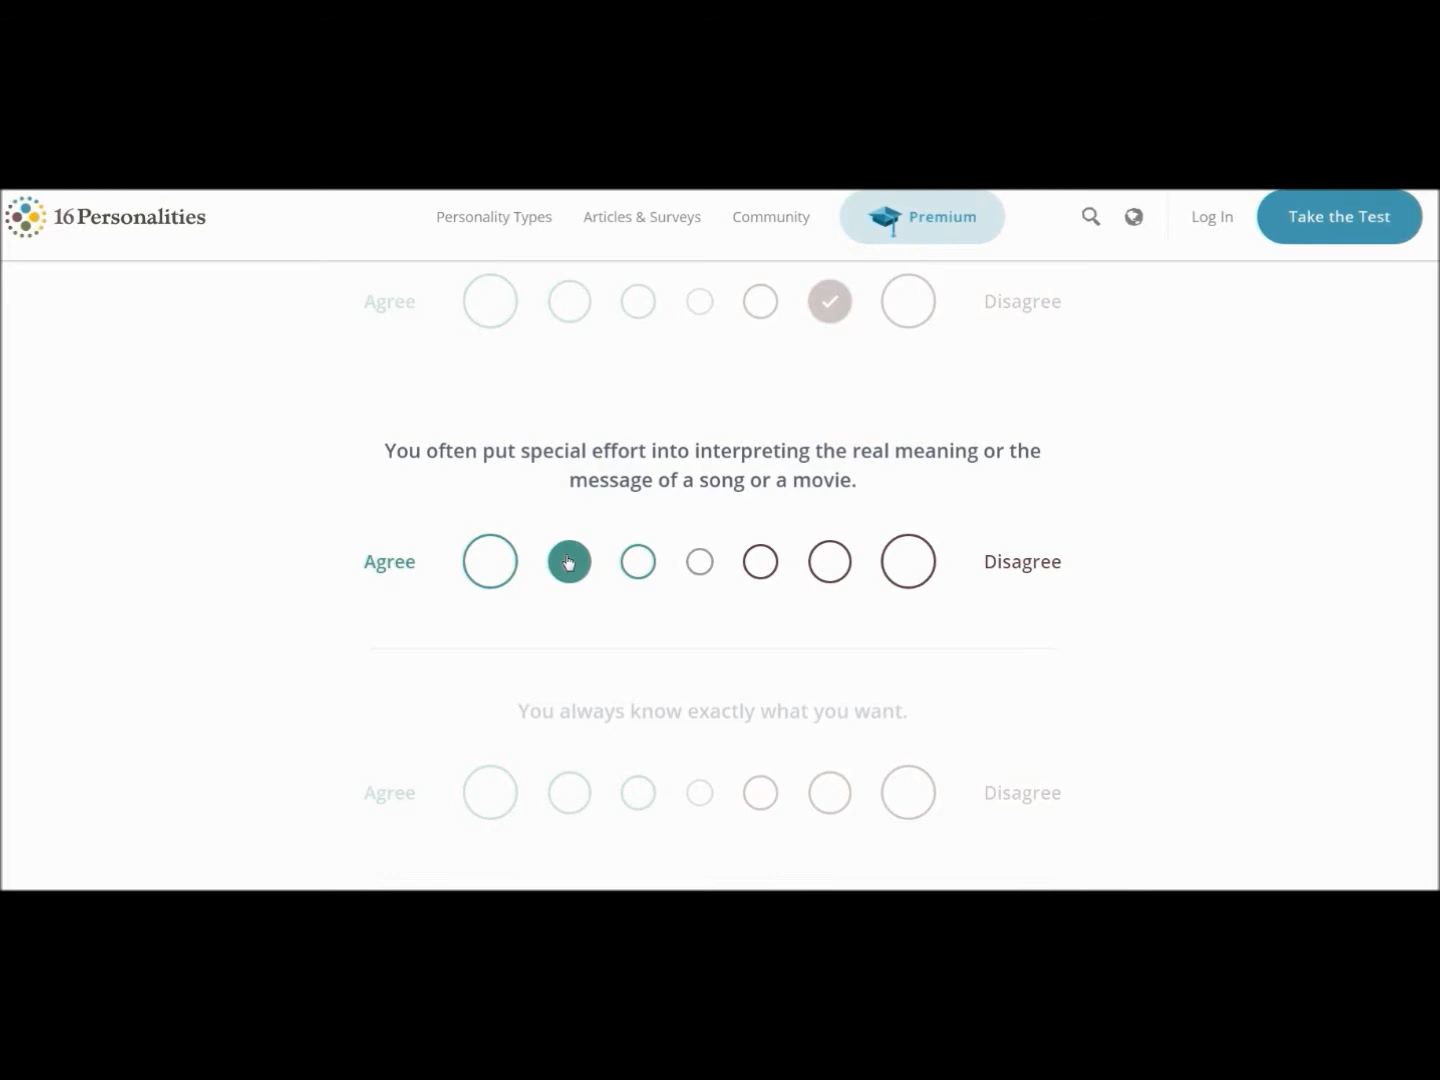 16Personalities
Personality Types
Articles & Surveys
Community
Premium
Log In
Take the Test
Agree
Disagree
You often put special effort into interpreting the real meaning or the
message of a song or a movie.
Agree
Disagree
You always know exactly what you want.
Agree
Disagree